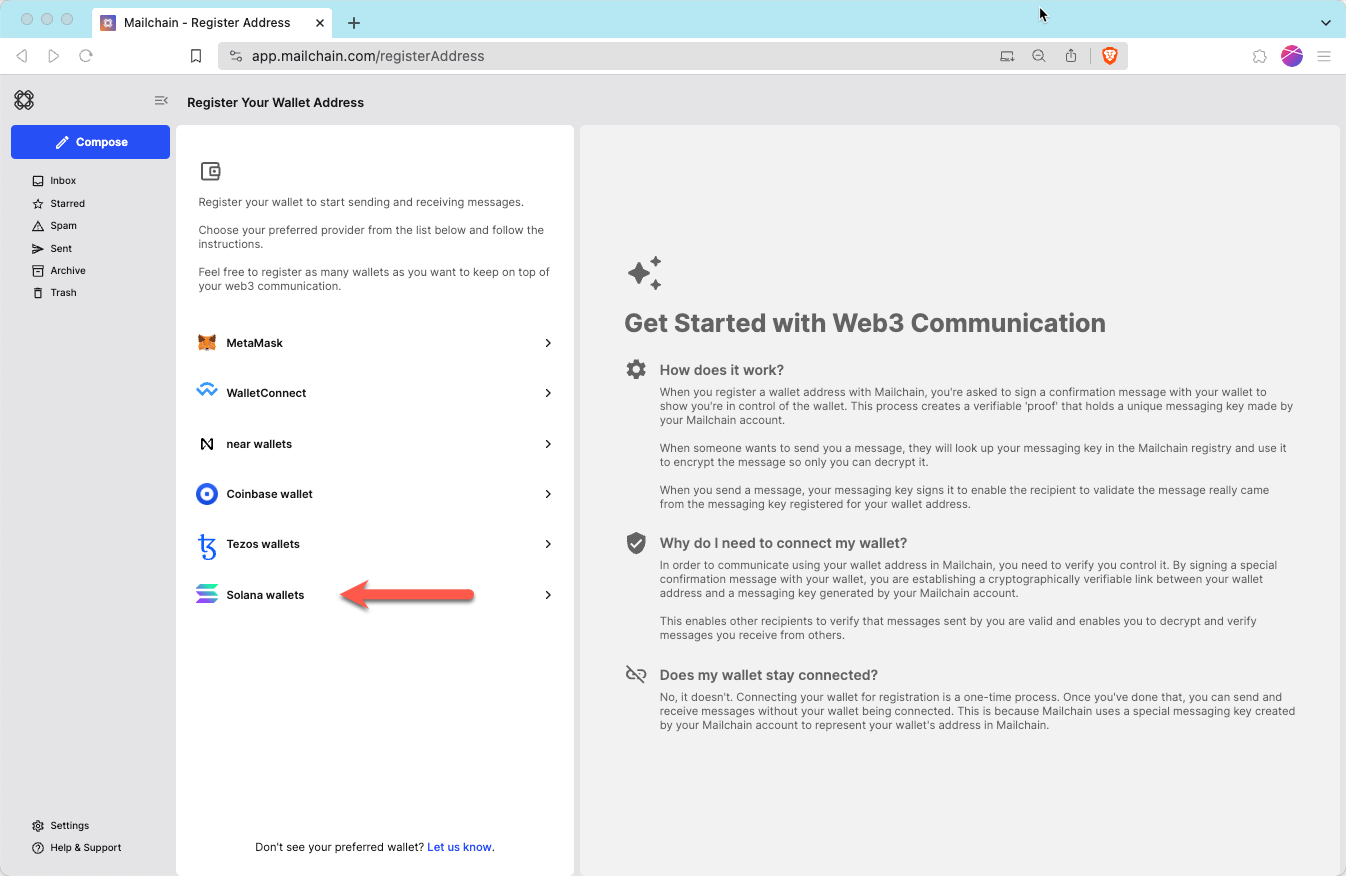 Mailchain - Register Address
app.mailchain.com/registerAddress
Register Your Wallet Address
Compose
Inbox
Starred
Spam
Sent
Archive
Trash
Settings
Help & Support
Register your wallet to start sending and receiving messages.
Choose your preferred provider from the list below and follow the
instructions.
Feel free to register as many wallets as you want to keep on top of
your web3 communication.
MetaMask
WalletConnect
near wallets
Coinbase wallet
Tezos wallets
Solana wallets
Don't see your preferred wallet? Let us know.
Get Started with Web3 Communication
How does it work?
When you register a wallet address with Mailchain, you're asked to sign a confirmation message with your wallet to
show you're in control of the wallet. This process creates a verifiable 'proof' that holds a unique messaging key made by
your Mailchain account.
When someone wants to send you a message, they will look up your messaging key in the Mailchain registry and use it
to encrypt the message so only you can decrypt it.
When you send a message, your messaging key signs it to enable the recipient to validate the message really came
from the messaging key registered for your wallet address.
Why do I need to connect my wallet?
In order to communicate using your wallet address in Mailchain, you need to verify you control it. By signing a special
confirmation message with your wallet, you are establishing a cryptographically verifiable link between your wallet
address and a messaging key generated by your Mailchain account.
This enables other recipients to verify that messages sent by you are valid and enables you to decrypt and verify
messages you receive from others.
Does my wallet stay connected?
No, it doesn't. Connecting your wallet for registration is a one-time process. Once you've done that, you can send and
receive messages without your wallet being connected. This is because Mailchain uses a special messaging key created
by your Mailchain account to represent your wallet's address in Mailchain.